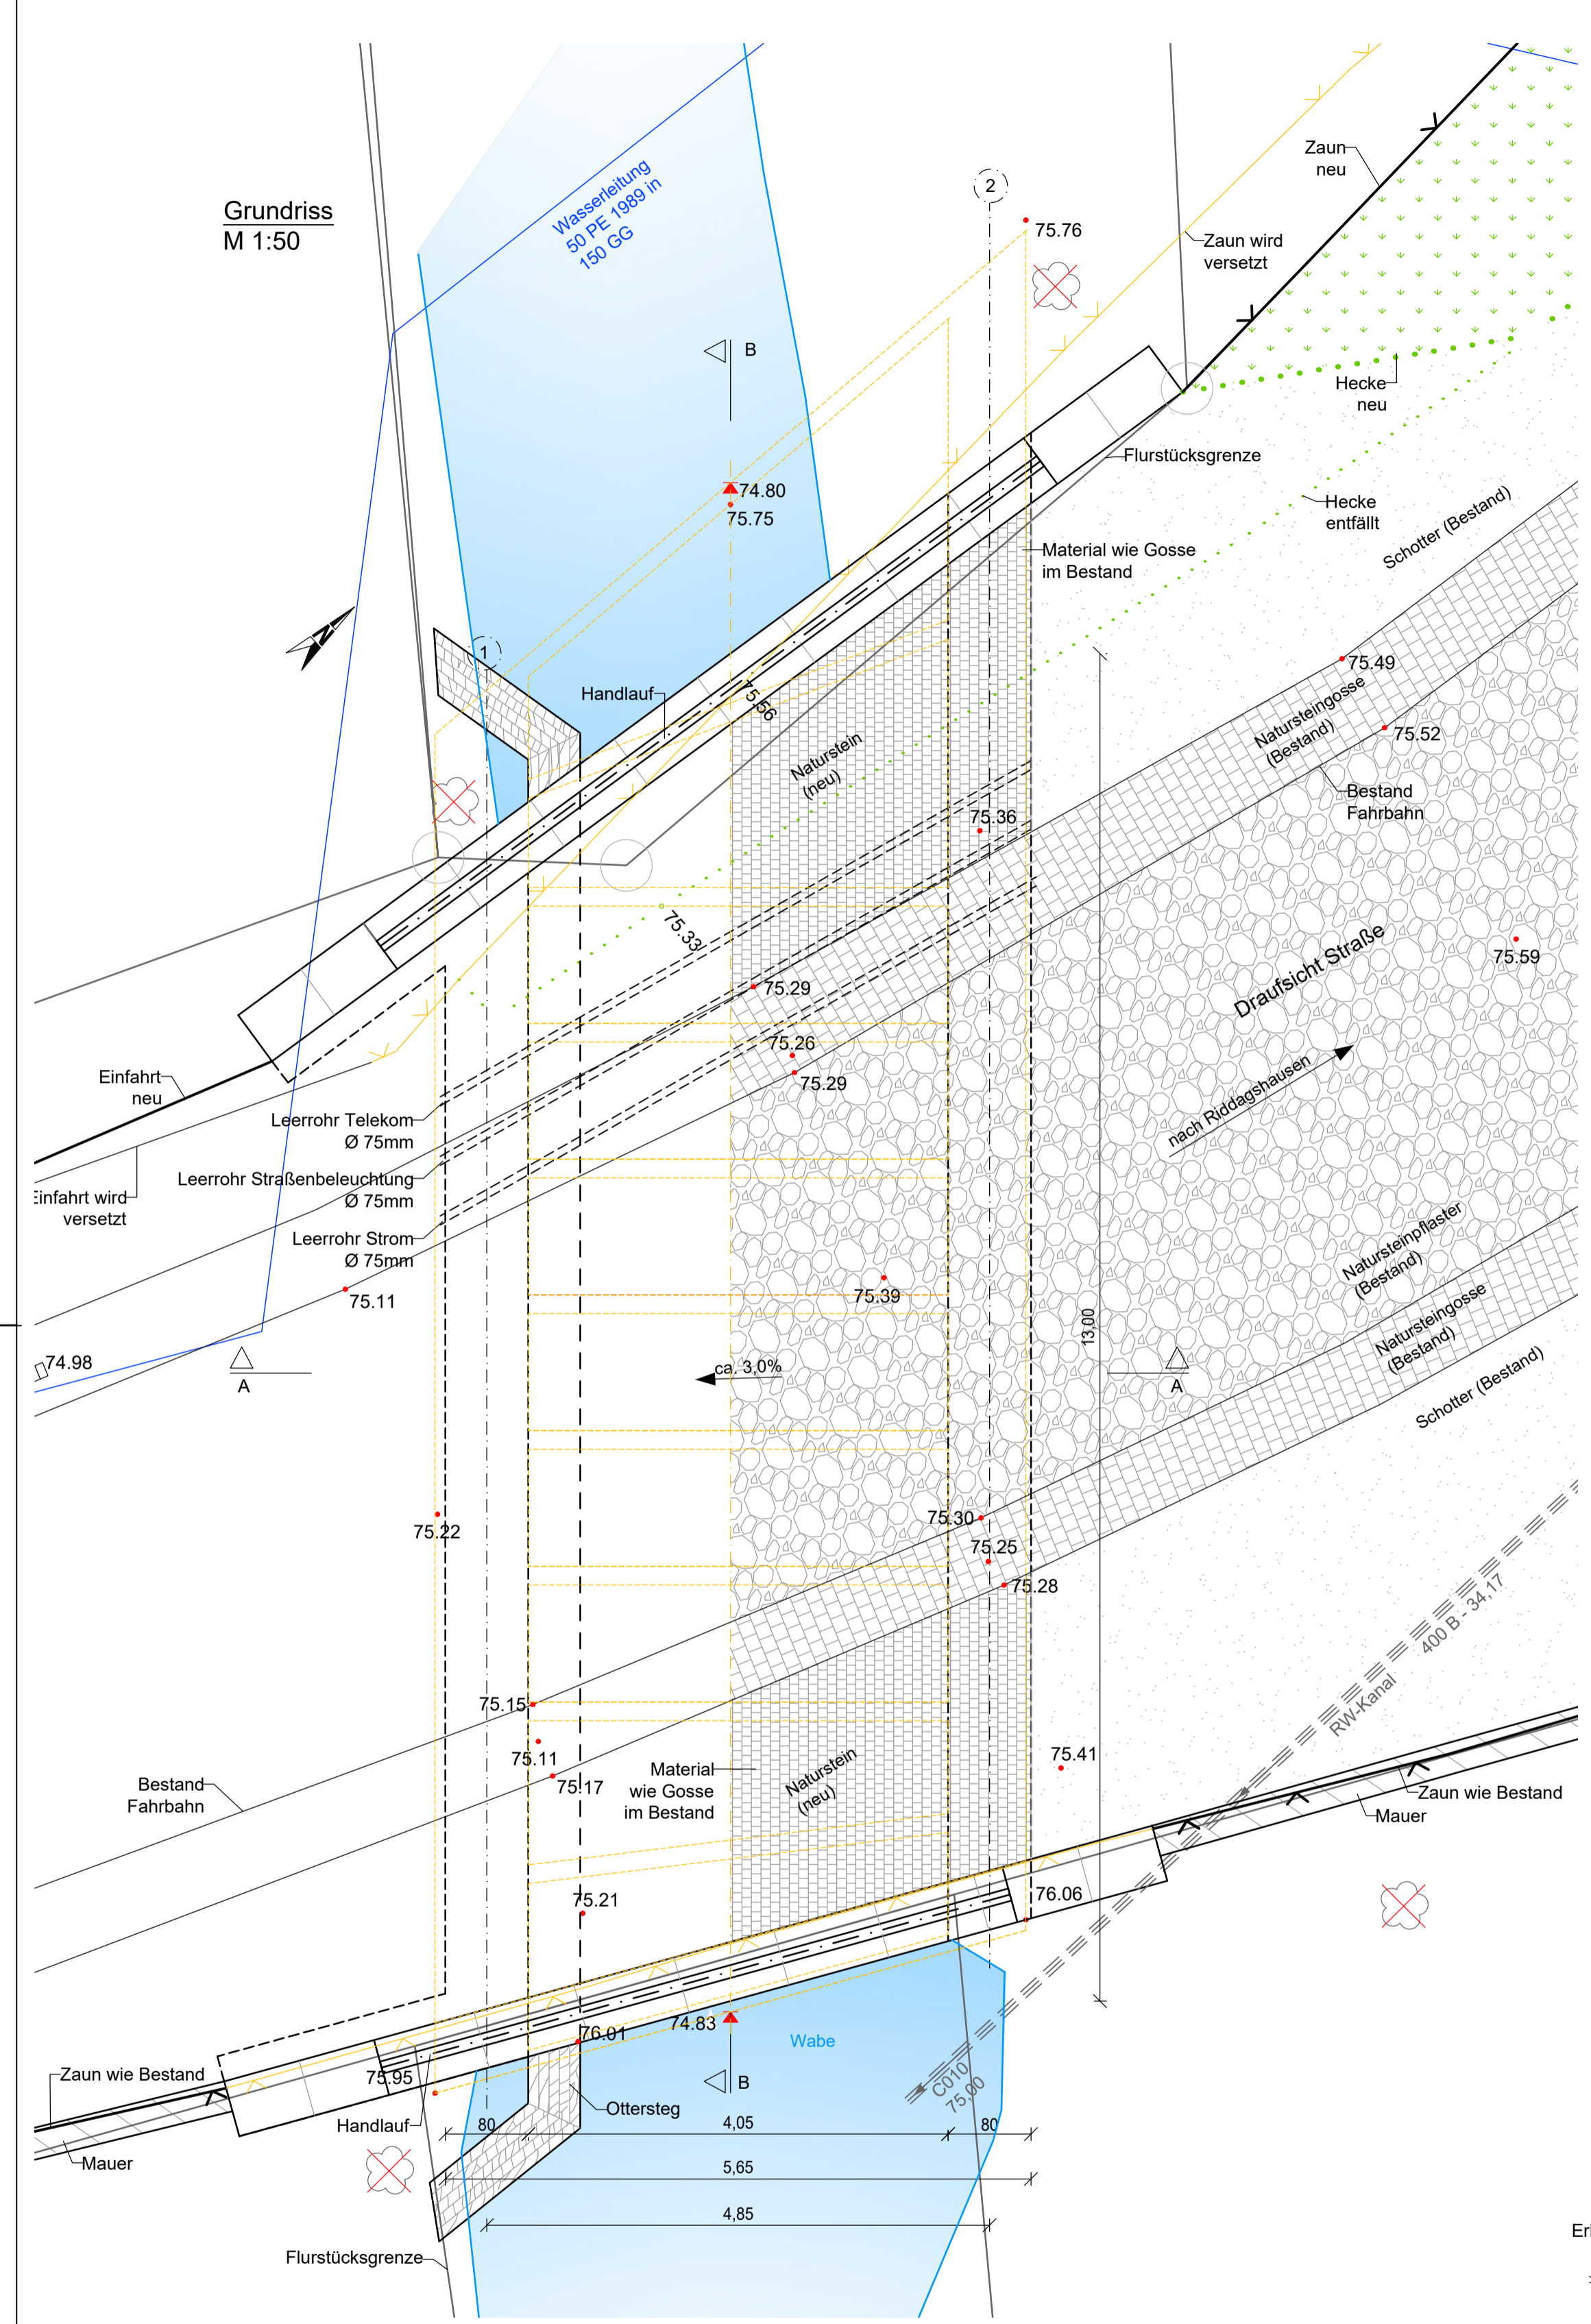 Grundriss
M 1:50
Wasserleitung
50 PE 1989 in
150 GG
2
75.76
Zaun
neu
Zaun wird
versetzt
B
Hecke
neu
Flurstücksgrenze
74.80
75.75
Hecke
entfällt
Schotter (Bestand)
Material wie Gosse
im Bestand
N
1
Handlauf
75.56
75.49
Natursteingosse
(Bestand)
75.52
Naturstein
(neu)
Bestand
Fahrbahn
75.36
75.33
Draufsicht Straße
75.59
75.29
75.26
75.29
Einfahrt
neu
nach Riddagshausen
Leerrohr Telekom
Ø 75mm
Leerrohr Straßenbeleuchtung
Ø 75mm
Einfahrt wird
versetzt
Leerrohr Strom
Ø 75mm
Natursteinpflaster
(Bestand)
75.11
75.39
13,00
Natursteingosse
(Bestand)
74.98
A
ca. 3,0%
A
Schotter (Bestand)
75.22
75.30
75.25
75.28
400 B - 34,17
RW-Kanal
75.15
75.11
75.17
75.41
Material
wie Gosse
im Bestand
Naturstein
(neu)
Bestand
Fahrbahn
Zaun wie Bestand
Mauer
75.21
76.06
76.01
74.83
Wabe
Zaun wie Bestand
75.95
B
C010
75,00
Ottersteg
Handlauf
80
4,05
80
Mauer
5,65
4,85
Flurstücksgrenze